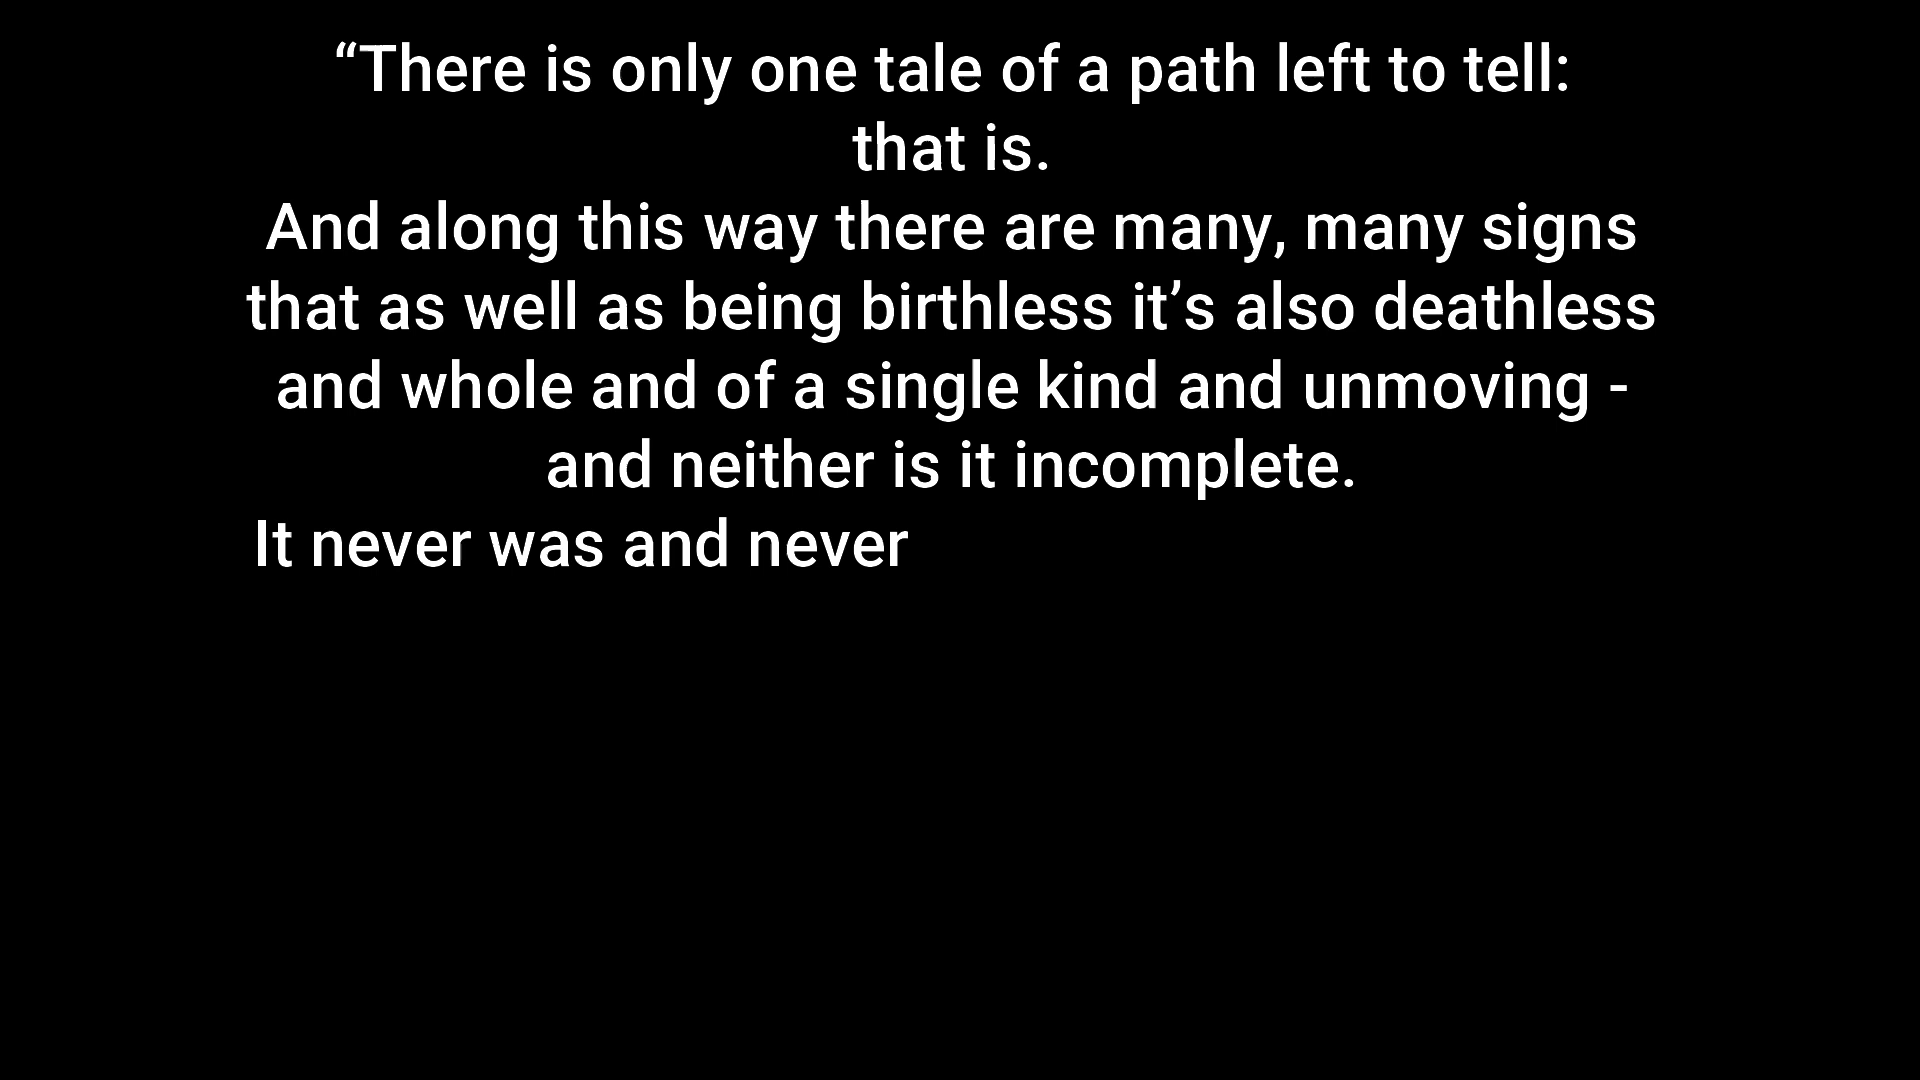 “There is only one tale of a path left to tell:
that is.
And along this way there are many, many signs
that as well as being birthless it’s also deathless
and whole and of a single kind and unmoving -
and neither is it incomplete.
It never was and never